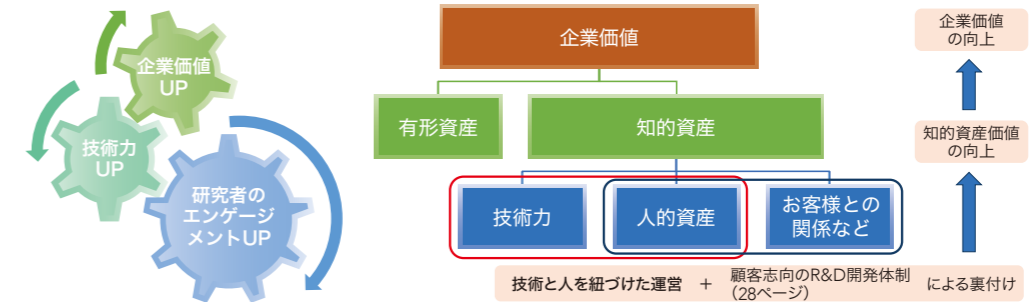 企業価値
UP
技術力
UP
研究者の
エンゲージ
メントUP
企業価値
有形資産
知的資産
技術力
人的資産
お客様との
関係など
企業価値
の向上
知的資産価値
の向上
技術と人を紐づけた運営 + 顧客志向のR&D開発体制 による裏付け
(28ページ)